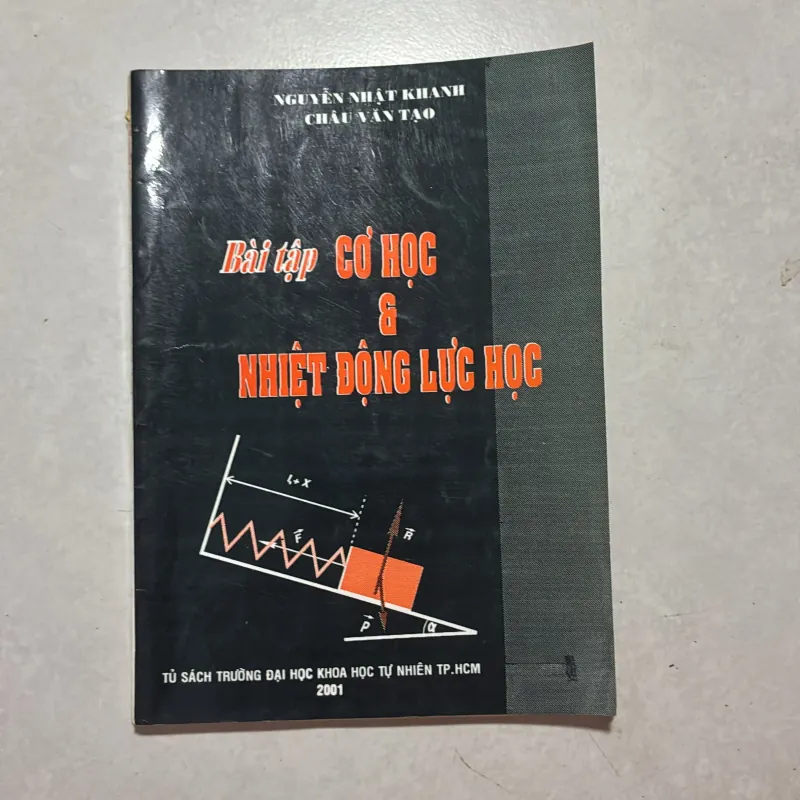 NGUYỄN NHẬT KHANH
CHÂU VĂN TẠO
Bài tập CƠ HỌC
&
NHIỆT ĐỘNG LỰC HỌC
F
R
P
α
TỦ SÁCH TRƯỜNG ĐẠI HỌC KHOA HỌC TỰ NHIÊN TP.HCM
2001